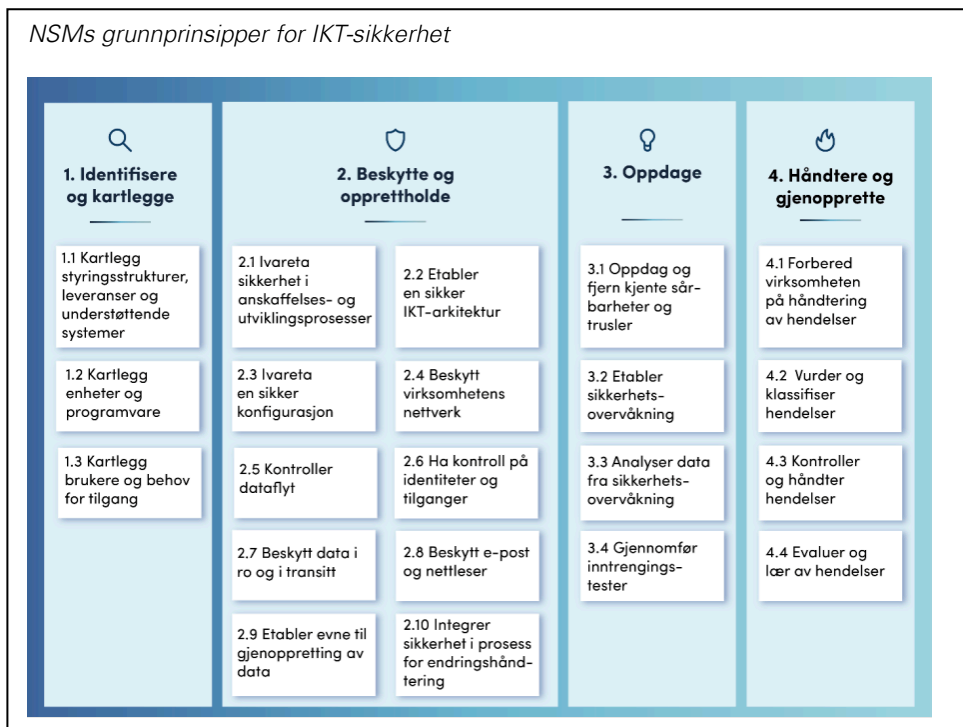 NSMs grunnprinsipper for IKT-sikkerhet
1. Identifisere
og kartlegge
1.1 Kartlegg
styringsstrukturer,
leveranser og
understøttende
systemer
1.2 Kartlegg
enheter og
programvare
1.3 Kartlegg
brukere og behov
for tilgang
2. Beskytte og
opprettholde
2.1 Ivareta
sikkerhet i
anskaffelses- og
utviklingsprosesser
2.2 Etabler
en sikker
IKT-arkitektur
2.3 Ivareta
en sikker
konfigurasjon
2.4 Beskytt
virksomhetens
nettverk
2.5 Kontroller
dataflyt
2.6 Ha kontroll på
identiteter og
tilganger
2.7 Beskytt data i
ro og i transitt
2.8 Beskytt e-post
og nettleser
2.9 Etabler evne til
gjenoppretting av
data
2.10 Integrer
sikkerhet i prosess
for endringshånd-
tering
3. Oppdage
3.1 Oppdag og
fjern kjente sår-
barheter og
trusler
3.2 Etabler
sikkerhets-
overvåkning
3.3 Analyser data
fra sikkerhets-
overvåkning
3.4 Gjennomfør
inntrengings-
tester
4. Håndtere og
gjenopprette
4.1 Forbered
virksomheten
på håndtering
av hendelser
4.2 Vurder og
klassifiser
hendelser
4.3 Kontroller
og håndter
hendelser
4.4 Evaluer og
lær av hendelser